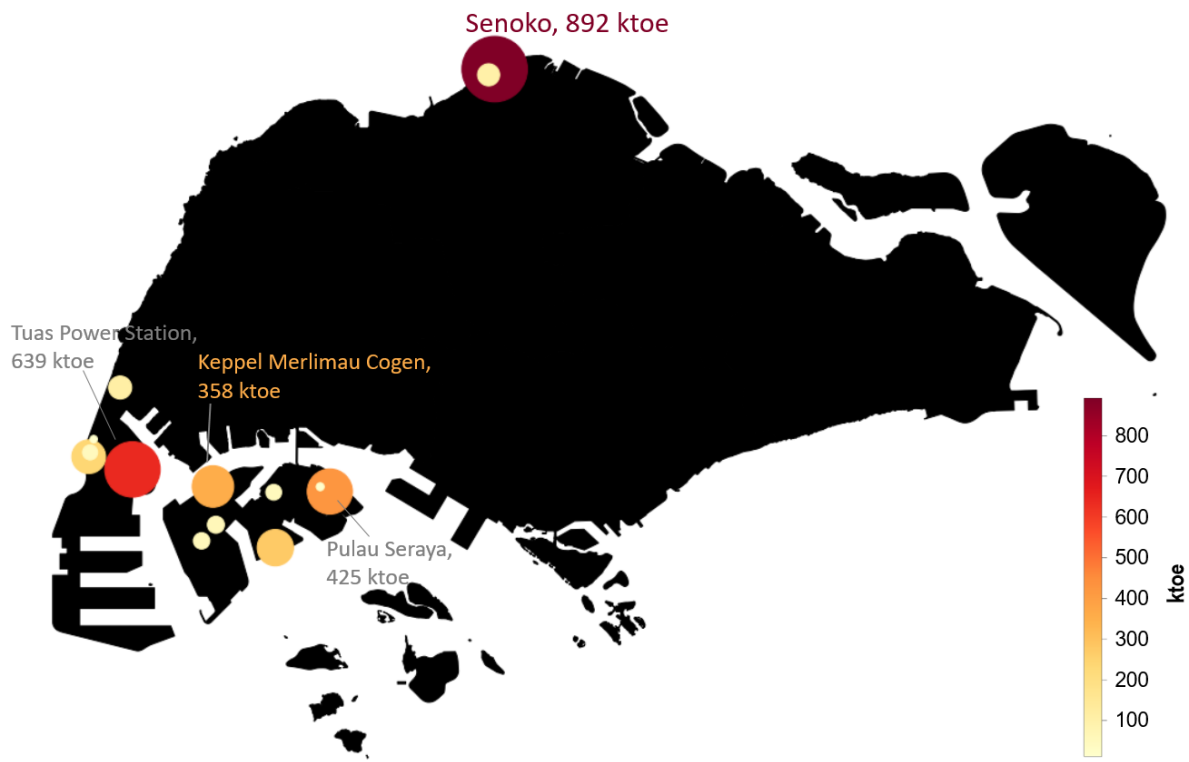 Senoko, 892 ktoe
Tuas Power Station,
639 ktoe
Keppel Merlimau Cogen,
358 ktoe
Pulau Seraya,
425 ktoe
800
700
600
500
400
300
200
100
ktoe